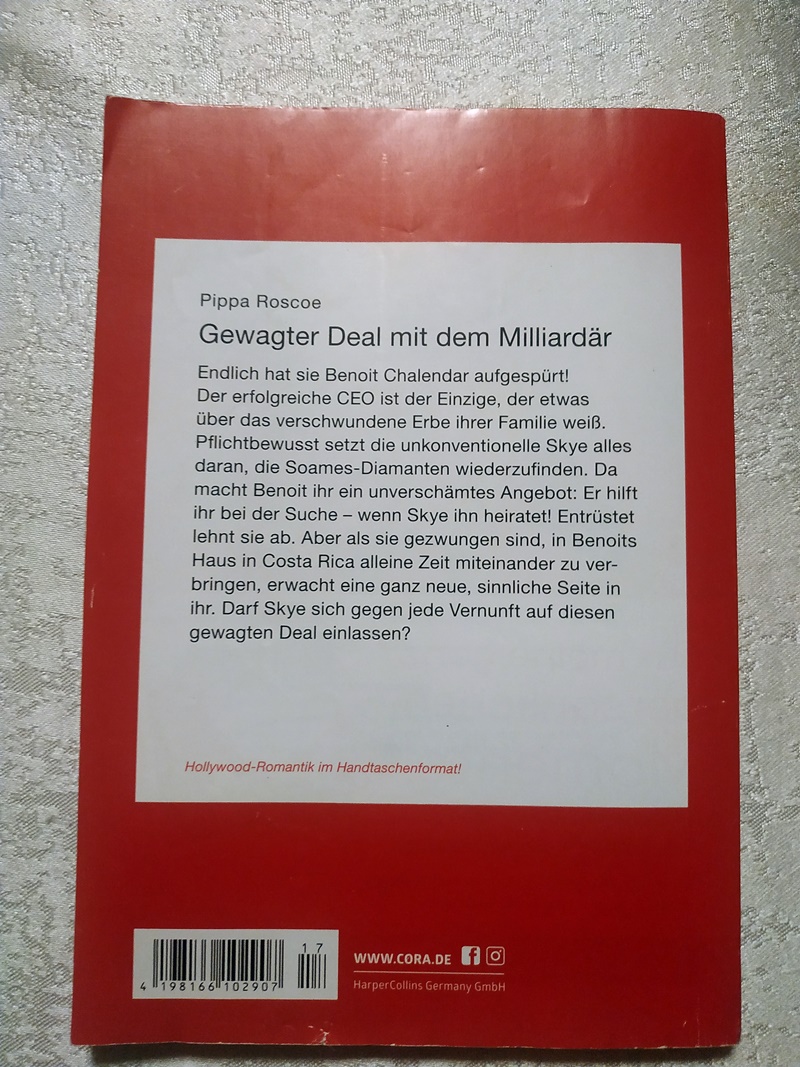 Pippa Roscoe
Gewagter Deal mit dem Milliardär
Endlich hat sie Benoit Chalendar aufgespürt!
Der erfolgreiche CEO ist der Einzige, der etwas
über das verschwundene Erbe ihrer Familie weiß.
Pflichtbewusst setzt die unkonventionelle Skye alles
daran, die Soames-Diamanten wiederzufinden. Da
macht Benoit ihr ein unverschämtes Angebot: Er hilft
ihr bei der Suche – wenn Skye ihn heiratet! Entrüstet
lehnt sie ab. Aber als sie gezwungen sind, in Benoits
Haus in Costa Rica alleine Zeit miteinander zu ver-
bringen, erwacht eine ganz neue, sinnliche Seite in
ihr. Darf Skye sich gegen jede Vernunft auf diesen
gewagten Deal einlassen?
Hollywood-Romantik im Handtaschenformat!
1 7
4 198166 102907
WWW.CORA.DE
HarperCollins Germany GmbH